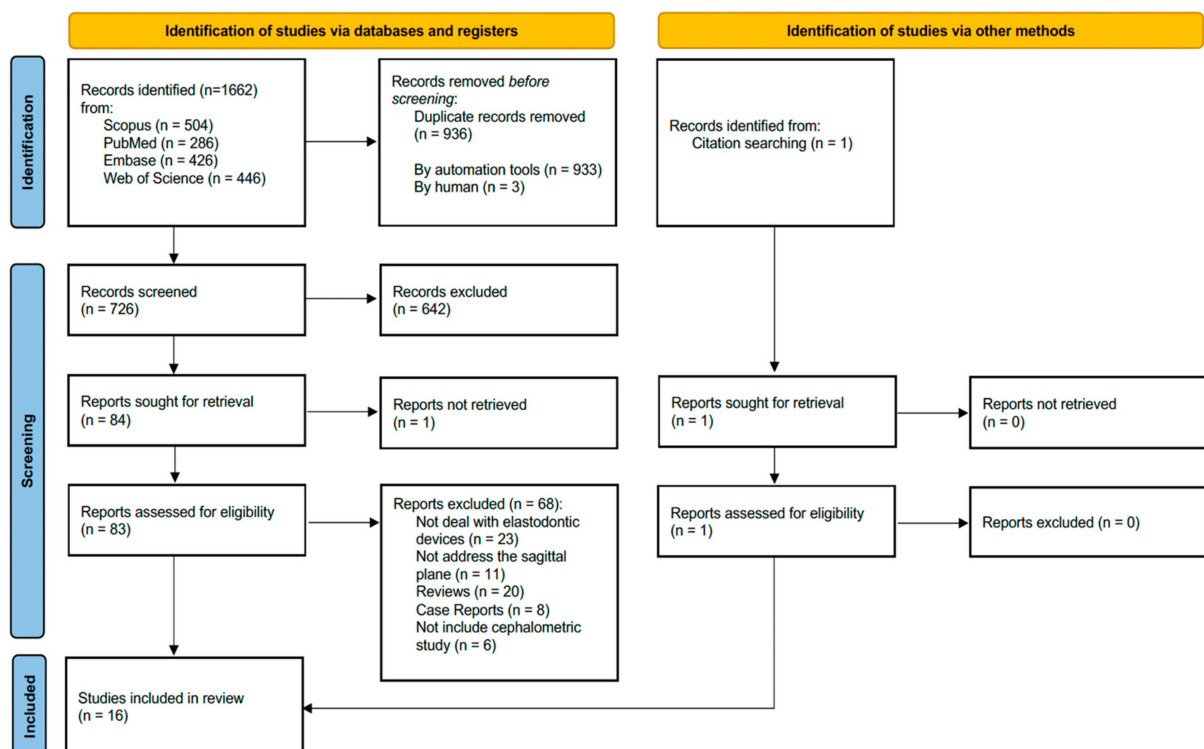 Identification of studies via databases and registers
Identification of studies via other methods
Identification
Records identified (n=1662)
from:
Scopus (n = 504)
PubMed (n = 286)
Embase (n = 426)
Web of Science (n = 446)
Records removed before
screening:
Duplicate records removed
(n = 936)
By automation tools (n = 933)
By human (n = 3)
Records identified from:
Citation searching (n = 1)
Screening
Records screened
(n = 726)
Records excluded
(n = 642)
Reports sought for retrieval
(n = 84)
Reports not retrieved
(n = 1)
Reports sought for retrieval
(n = 1)
Reports not retrieved
(n = 0)
Reports assessed for eligibility
(n = 83)
Reports excluded (n = 68):
Not deal with elastodontic
devices (n = 23)
Not address the sagittal
plane (n = 11)
Reviews (n = 20)
Case Reports (n = 8)
Not include cephalometric
study (n = 6)
Reports assessed for eligibility
(n = 1)
Reports excluded (n = 0)
Included
Studies included in review
(n = 16)